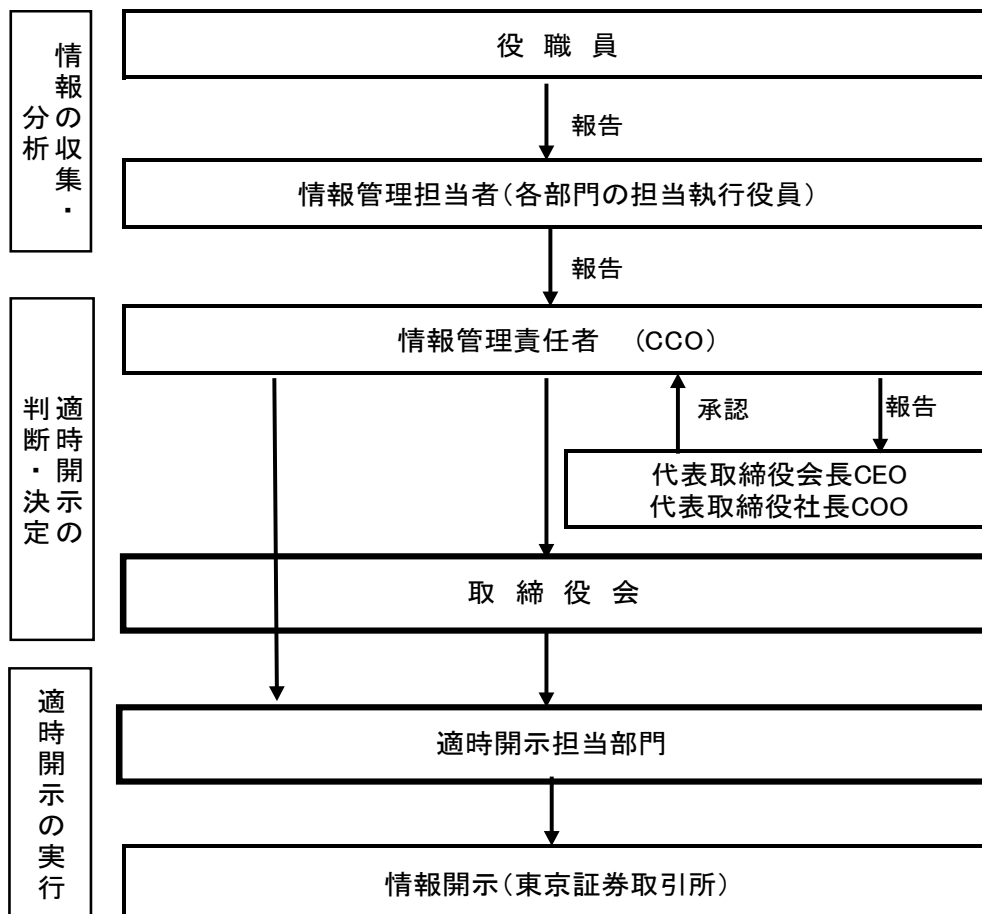 情報の収集・
分析
役 職 員
報告
情報管理担当者(各部門の担当執行役員)
報告
適時開示の
判断・決定
情報管理責任者 (CCO)
承認
報告
代表取締役会長CEO
代表取締役社長COO
取 締 役 会
適時開示の実行
適時開示担当部門
情報開示(東京証券取引所)